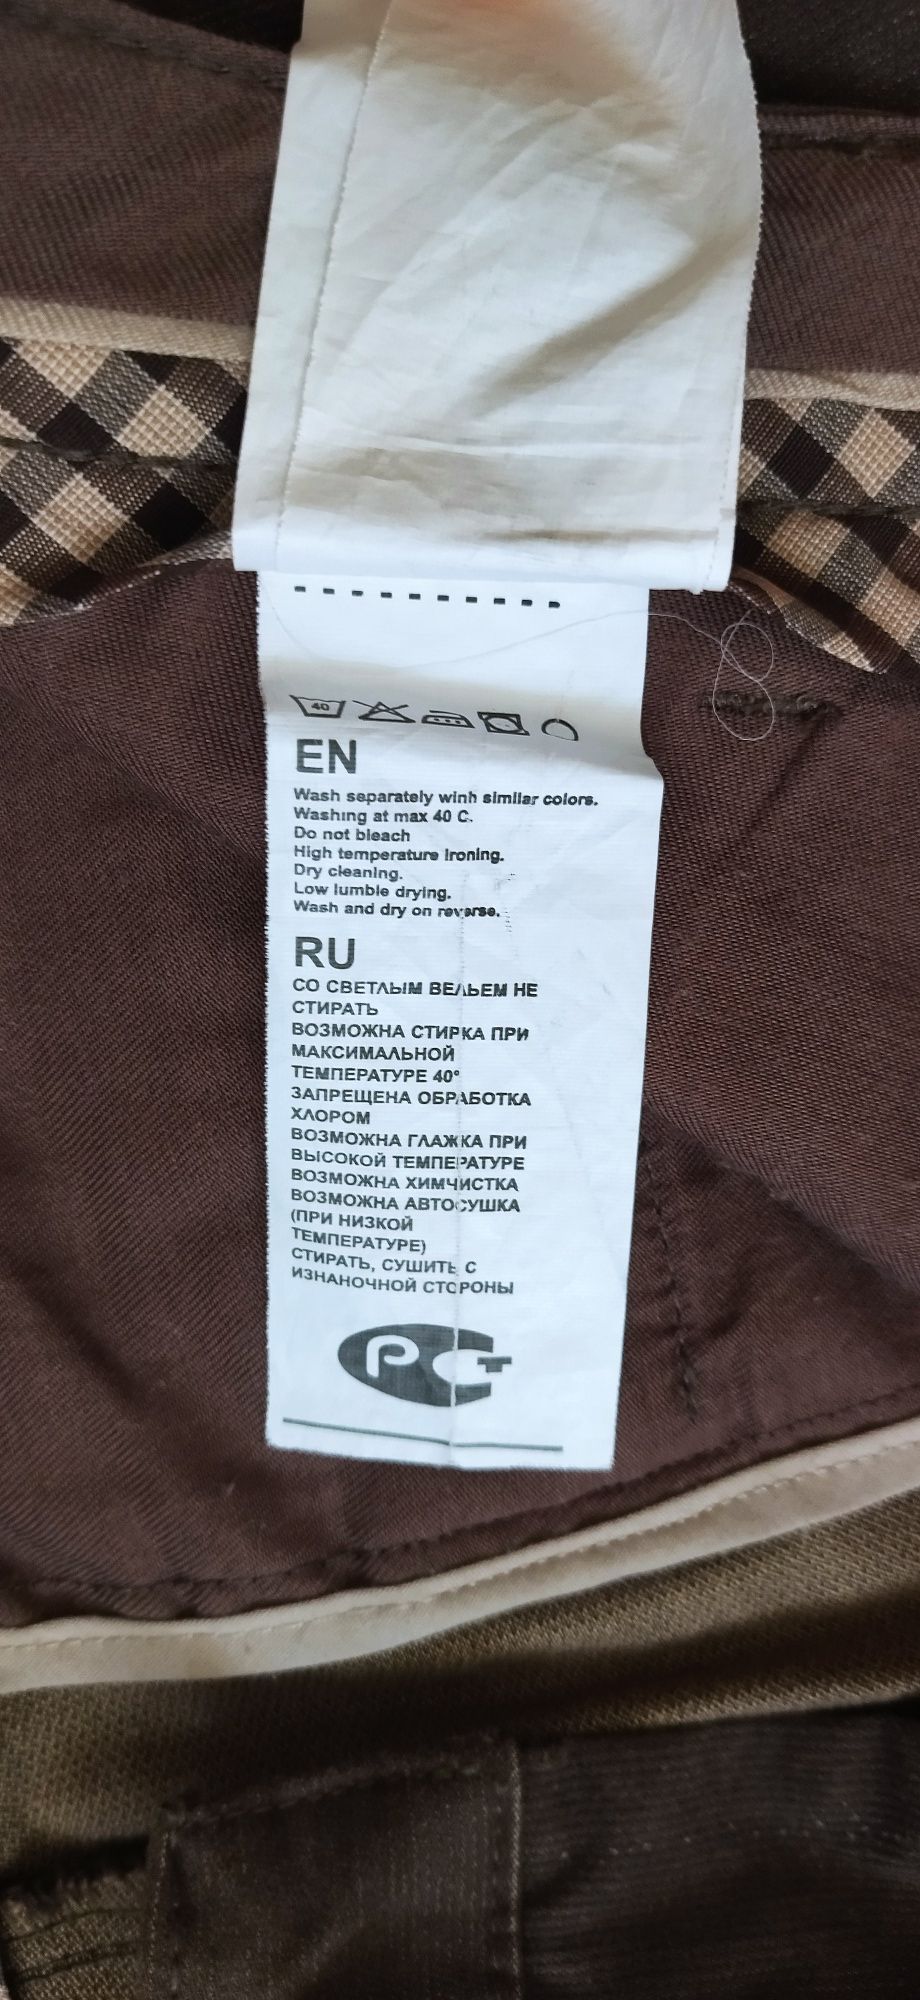 40
EN
Wash separately winh similar colors.
Washing at max 40 C.
Do not bleach
High temperature ironing.
Dry cleaning.
Low lumble drying.
Wash and dry on reverse.
RU
СО СВЕТЛЫМ ВЕЛЬЕМ НЕ
СТИРАТЬ
ВОЗМОЖНА СТИРКА ПРИ
МАКСИМАЛЬНОЙ
ТЕМПЕРАТУРЕ 40°
ЗАПРЕЩЕНА ОБРАБОТКА
ХЛОРОМ
ВОЗМОЖНА ГЛАЖКА ПРИ
ВЫСОКОЙ ТЕМПЕРАТУРЕ
ВОЗМОЖНА ХИМЧИСТКА
ВОЗМОЖНА АВТОСУШКА
(ПРИ НИЗКОЙ
ТЕМПЕРАТУРЕ)
СТИРАТЬ, СУШИТЬ С
ИЗНАНОЧНОЙ СТОРОНЫ
РСТ